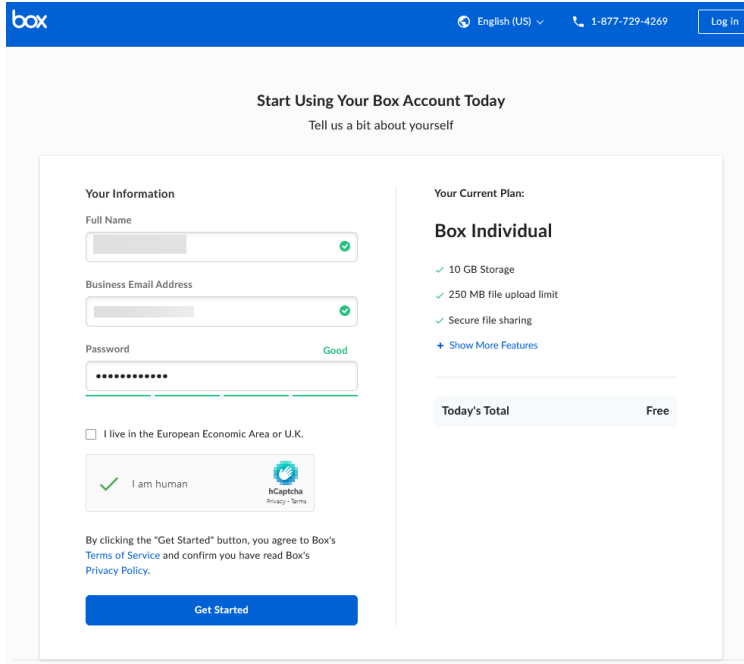 box
English (US)
1-877-729-4269
Log in
Start Using Your Box Account Today
Tell us a bit about yourself
Your Information
Full Name
Business Email Address
Password
Good
••••••••••••
I live in the European Economic Area or U.K.
I am human
hCaptcha
Privacy - Terms
By clicking the "Get Started" button, you agree to Box's
Terms of Service and confirm you have read Box's
Privacy Policy.
Get Started
Your Current Plan:
Box Individual
10 GB Storage
250 MB file upload limit
Secure file sharing
+ Show More Features
Today's Total
Free